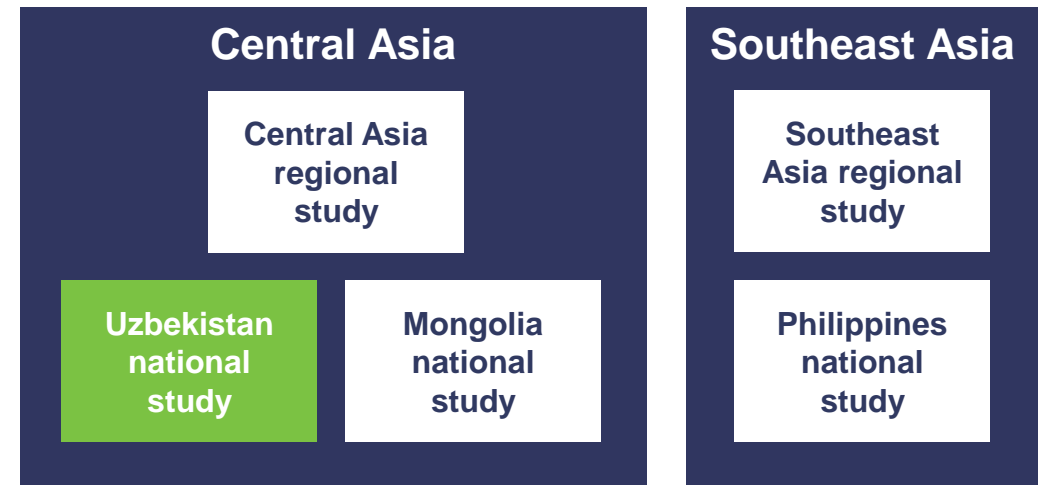 Central Asia
Central Asia
regional
study
Uzbekistan
national
study
Mongolia
national
study
Southeast Asia
Southeast
Asia regional
study
Philippines
national
study